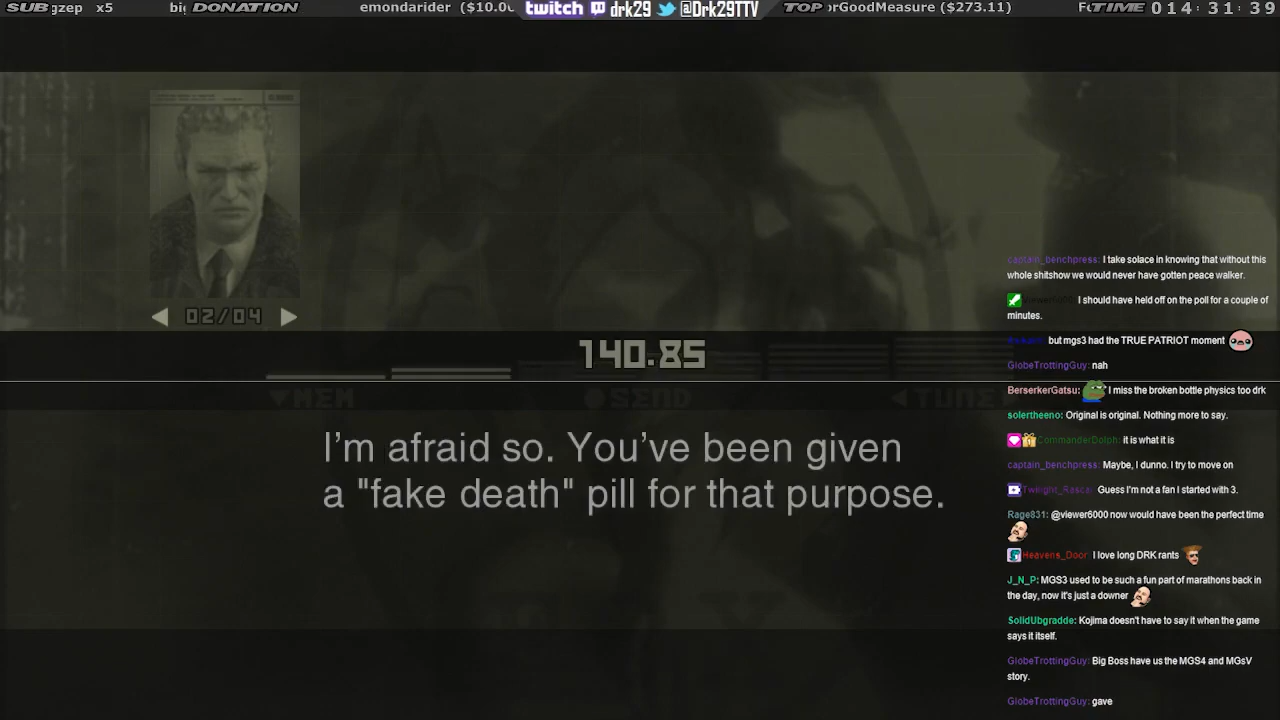 SUB gzep x5 big DONATION emondarider ($10.00 twitch drk29 @Drk29TTV TOP orGoodMeasure ($273.11) TIME 014:31:39
02/04
140.85
MEM SEND TUNE
I'm afraid so. You've been given
a "fake death" pill for that purpose.
captain_benchpress: I take solace in knowing that without this
whole shitshow we would never have gotten peace walker.
I should have held off on the poll for a couple of
minutes.
but mgs3 had the TRUE PATRIOT moment
GlobeTrottingGuy: nah
BerserkerGatsu: I miss the broken bottle physics too drk
solertheeno: Original is original. Nothing more to say.
CommanderDolph: it is what it is
captain_benchpress: Maybe, I dunno. I try to move on
Twilight_Rascal: Guess I'm not a fan I started with 3.
Rage831: @viewer6000 now would have been the perfect time
Heavens_Door: I love long DRK rants
J_N_P: MGS3 used to be such a fun part of marathons back in
the day, now it's just a downer
SolidUbgradde: Kojima doesn't have to say it when the game
says it itself.
GlobeTrottingGuy: Big Boss have us the MGS4 and MGsV
story.
GlobeTrottingGuy: gave